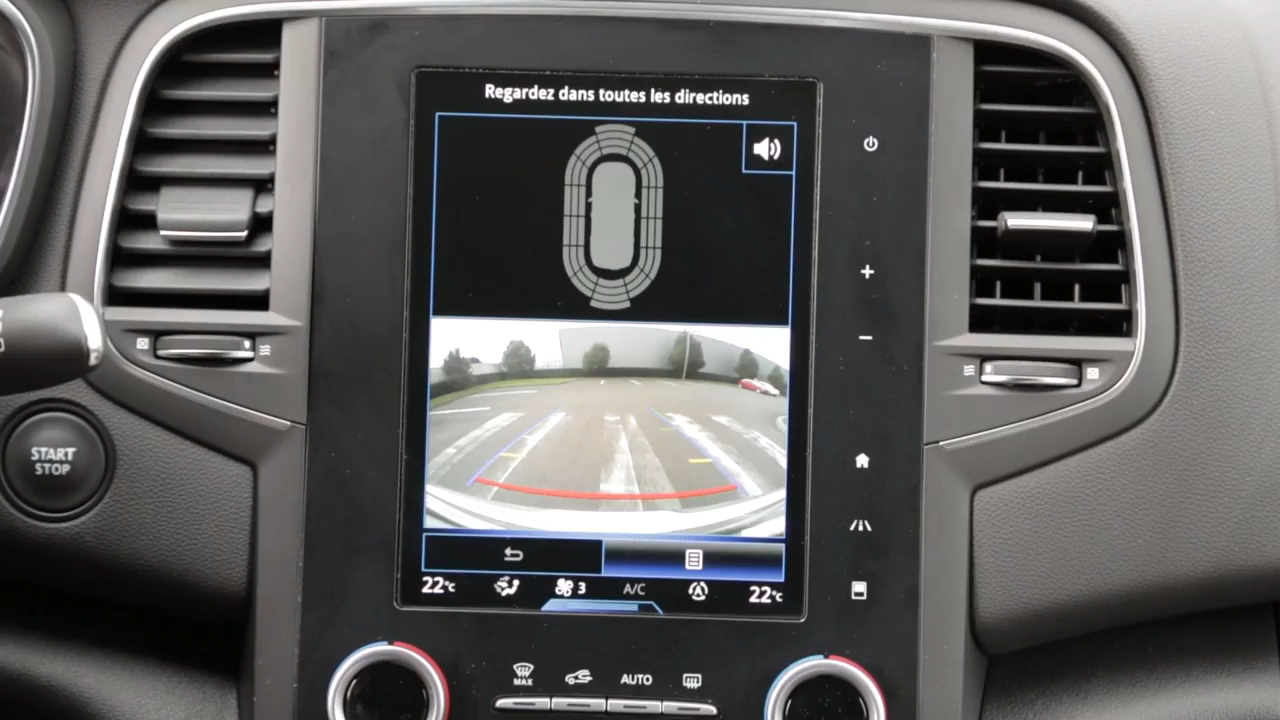 Regardez dans toutes les directions
START
STOP
22°C
3
A/C
22°C
MAX
AUTO